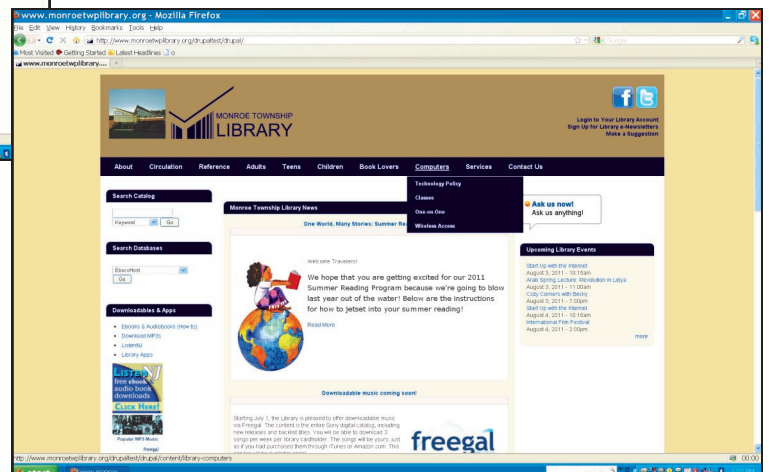 www.monroetwplibrary.org - Mozilla Firefox
File Edit View History Bookmarks Tools Help
http://www.monroetwplibrary.org/drupaltest/drupal/
Google
Most Visited Getting Started Latest Headlines
www.monroetwplibrary....
MONROE TOWNSHIP
LIBRARY
Login to Your Library Account
Sign Up for Library e-Newsletters
Make a Suggestion
About Circulation Reference Adults Teens Children Book Lovers Computers Services Contact Us
Technology Policy
Classes
One-on-One
Wireless Access
Search Catalog
Keyword Go
Search Databases
EbscoHost
Go
Downloadables & Apps
Ebooks & Audiobooks (How to)
Download MP3s
ListenNJ
Library Apps
LISTEN NJ
free ebook
audio book
downloads
CLICK HERE!
Popular MP3 Music
freegal
Monroe Township Library News
One World, Many Stories: Summer Rea
Welcome Travelers!
We hope that you are getting excited for our 2011
Summer Reading Program because we're going to blow
last year out of the water! Below are the instructions
for how to jetset into your summer reading!
Read More
Downloadable music coming soon!
Starting July 1, the Library is pleased to offer downloadable music
via Freegal. The content is the entire Sony digital catalog, including
new releases and backlist titles. You will be able to download 3
songs per week per library cardholder. The songs will be yours, just
as if you had purchased them through iTunes or Amazon.com. This
freegal
Ask us now!
Ask us anything!
Upcoming Library Events
Start Up with the Internet
August 3, 2011 - 10:15am
Arab Spring Lecture: Revolution in Libya
August 3, 2011 - 11:00am
Cozy Corners with Becky
August 3, 2011 - 7:00pm
Start Up with the Internet
August 4, 2011 - 10:15am
International Film Festival
August 4, 2011 - 2:00pm
more
http://www.monroetwplibrary.org/drupaltest/drupal/content/library-computers
00:00
start